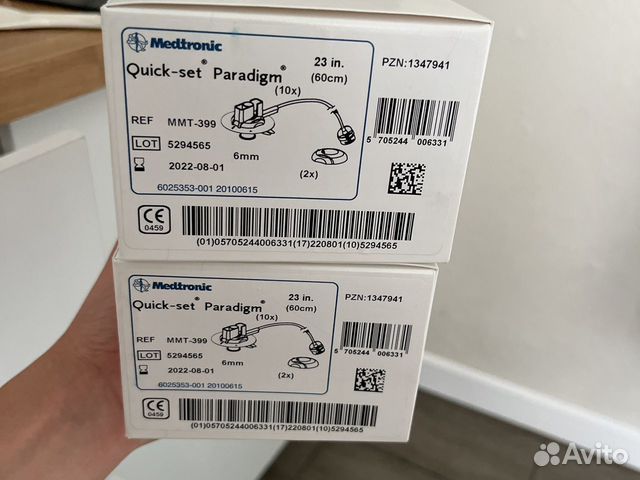 Medtronic
Quick-set® Paradigm®
23 in.
(60cm)
(10x)
PZN:1347941
REF MMT-399
LOT 5294565
2022-08-01
6mm
(2x)
5 705244 006331
6025353-001 20100615
CE
0459
(01)05705244006331(17)220801(10)5294565
Medtronic
Quick-set® Paradigm®
23 in.
(60cm)
(10x)
PZN:1347941
REF MMT-399
LOT 5294565
2022-08-01
6mm
(2x)
5 705244 006331
6025353-001 20100615
CE
0459
(01)05705244006331(17)220801(10)5294565
Avito